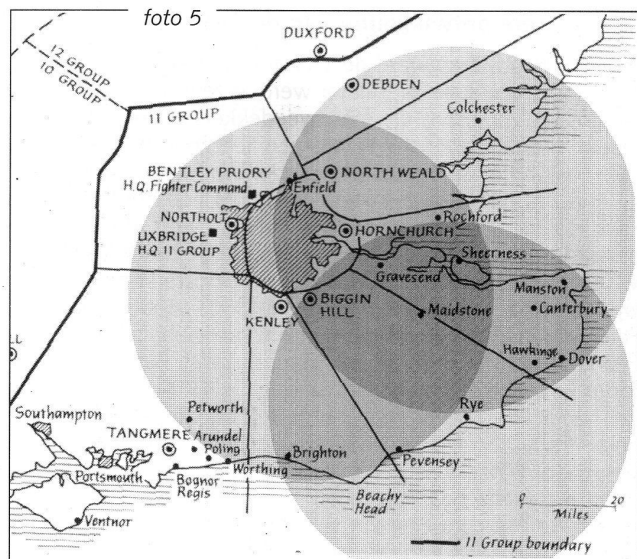 foto 5
DUXFORD
12 GROUP
10 GROUP
DEBDEN
11 GROUP
Colchester
BENTLEY PRIORY
H.Q. Fighter Command
Enfield
NORTH WEALD
NORTHOLT
UXBRIDGE
H.Q. 11 GROUP
HORNCHURCH
Rochford
Gravesend
Sheerness
Manston
Canterbury
KENLEY
BIGGIN
HILL
Maidstone
Hawkinge
Dover
LL
Petworth
Rye
Southampton
TANGMERE
Arundel
Poling
Worthing
Brighton
Pevensey
Portsmouth
Bognor
Regis
Beachy
Head
0 20
Miles
Ventnor
11 Group boundary